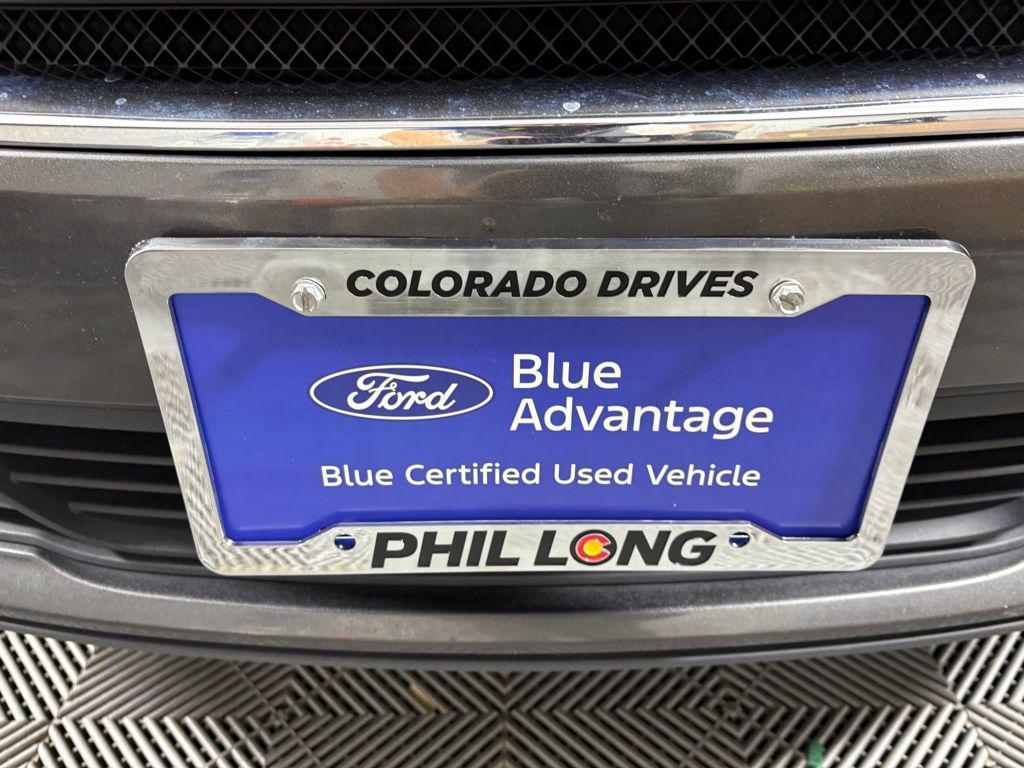 COLORADO DRIVES
Ford
Blue
Advantage
Blue Certified Used Vehicle
PHIL LONG